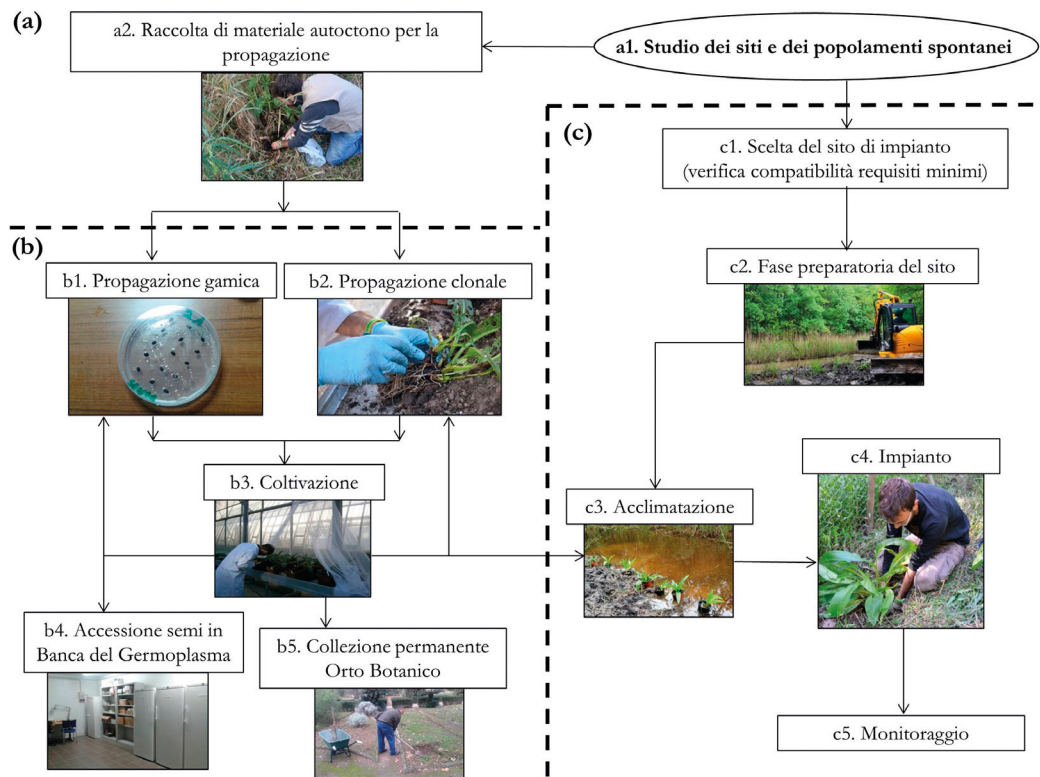 (a)
a2. Raccolta di materiale autoctono per la
propagazione
a1. Studio dei siti e dei popolamenti spontanei
(c)
c1. Scelta del sito di impianto
(verifica compatibilità requisiti minimi)
(b)
b1. Propagazione gamica
b2. Propagazione clonale
c2. Fase preparatoria del sito
b3. Coltivazione
c3. Acclimatazione
c4. Impianto
b4. Accessione semi in
Banca del Germoplasma
b5. Collezione permanente
Orto Botanico
c5. Monitoraggio